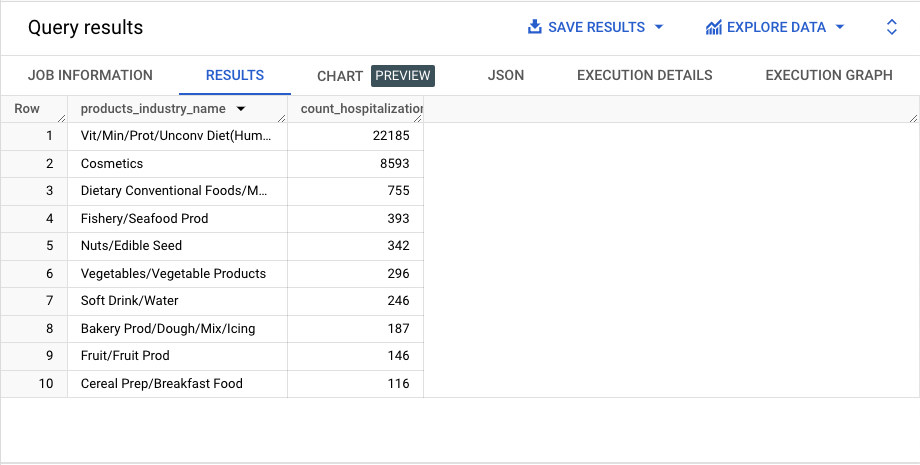 Query results SAVE RESULTS EXPLORE DATA
JOB INFORMATION RESULTS CHART PREVIEW JSON EXECUTION DETAILS EXECUTION GRAPH
Row products_industry_name count_hospitalization
1 Vit/Min/Prot/Unconv Diet(Hum...  22185
2 Cosmetics 8593
3 Dietary Conventional Foods/M... 755
4 Fishery/Seafood Prod 393
5 Nuts/Edible Seed 342
6 Vegetables/Vegetable Products 296
7 Soft Drink/Water 246
8 Bakery Prod/Dough/Mix/Icing 187
9 Fruit/Fruit Prod 146
10 Cereal Prep/Breakfast Food 116